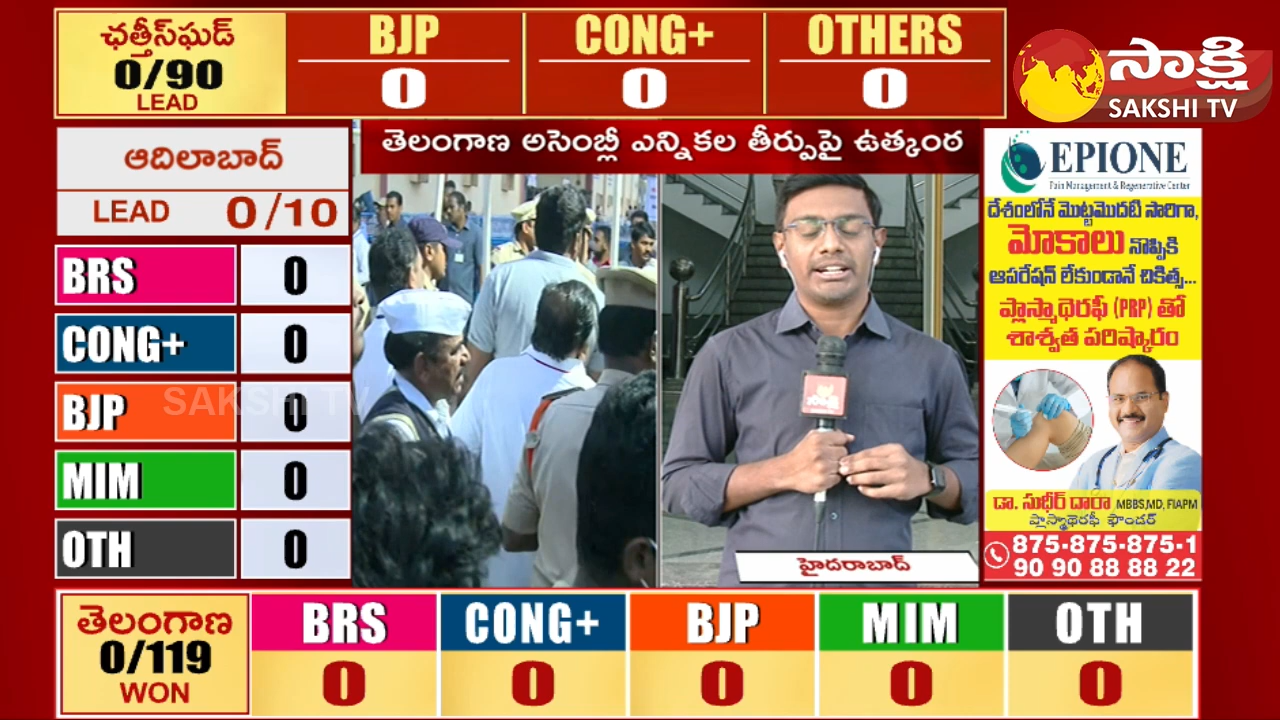 ఛత్తీస్‌ఘడ్
0/90
LEAD
BJP
0
CONG+
0
OTHERS
0
సాక్షి
SAKSHI TV
ఆదిలాబాద్
LEAD 0/10
BRS 0
CONG+ 0
BJP 0
MIM 0
OTH 0
SAKSHI TV
తెలంగాణ అసెంబ్లీ ఎన్నికల తీర్పుపై ఉత్కంఠ
హైదరాబాద్
EPIONE
Pain Management & Regenerative Center
దేశంలోనే మొట్టమొదటి సారిగా,
మోకాలు నొప్పికి
ఆపరేషన్ లేకుండానే చికిత్స...
ప్లాస్మాథెరఫీ (PRP) తో
శాశ్వత పరిష్కారం
డా. సుధీర్ దారా MBBS,MD, FIAPM
ప్లాస్మాథెరఫీ ఫౌండర్
875-875-875-1
90 90 88 88 22
తెలంగాణ
0/119
WON
BRS
0
CONG+
0
BJP
0
MIM
0
OTH
0